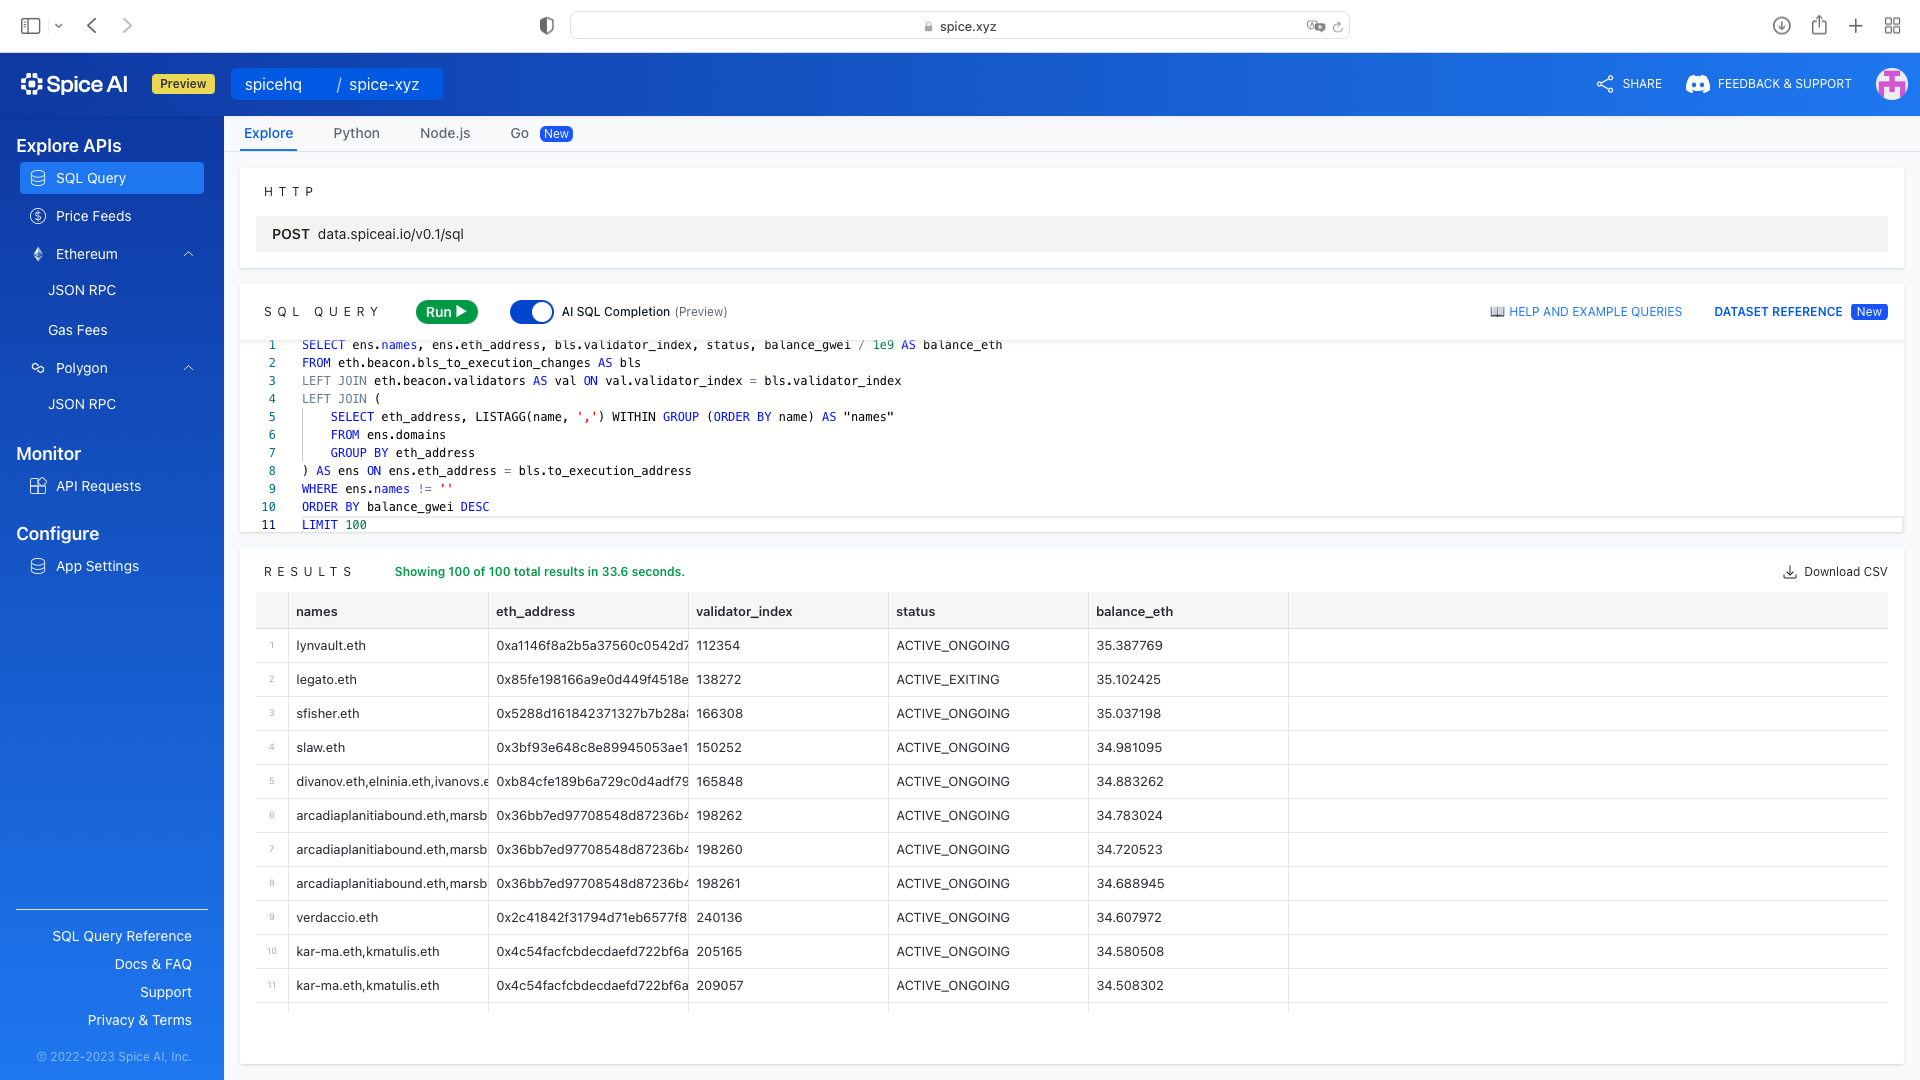 spice.xyz
Spice AI
Preview
spicehq / spice-xyz
SHARE
FEEDBACK & SUPPORT
Explore APIs
SQL Query
Price Feeds
Ethereum
JSON RPC
Gas Fees
Polygon
JSON RPC
Monitor
API Requests
Configure
App Settings
SQL Query Reference
Docs & FAQ
Support
Privacy & Terms
© 2022-2023 Spice AI, Inc.
Explore Python Node.js Go New
HTTP
POST data.spiceai.io/v0.1/sql
SQL QUERY Run AI SQL Completion (Preview) HELP AND EXAMPLE QUERIES DATASET REFERENCE New
1 SELECT ens.names, ens.eth_address, bls.validator_index, status, balance_gwei / 1e9 AS balance_eth
2 FROM eth.beacon.bls_to_execution_changes AS bls
3 LEFT JOIN eth.beacon.validators AS val ON val.validator_index = bls.validator_index
4 LEFT JOIN (
5 SELECT eth_address, LISTAGG(name, ',') WITHIN GROUP (ORDER BY name) AS "names"
6 FROM ens.domains
7 GROUP BY eth_address
8 ) AS ens ON ens.eth_address = bls.to_execution_address
9 WHERE ens.names != ''
10 ORDER BY balance_gwei DESC
11 LIMIT 100
RESULTS Showing 100 of 100 total results in 33.6 seconds. Download CSV
names eth_address validator_index status balance_eth
1 lynvault.eth 0xa1146f8a2b5a37560c0542d7 112354 ACTIVE_ONGOING 35.387769
2 legato.eth 0x85fe198166a9e0d449f4518e 138272 ACTIVE_EXITING 35.102425
3 sfisher.eth 0x5288d161842371327b7b28a 166308 ACTIVE_ONGOING 35.037198
4 slaw.eth 0x3bf93e648c8e89945053ae1 150252 ACTIVE_ONGOING 34.981095
5 divanov.eth,elninia.eth,ivanovs.e 0xb84cfe189b6a729c0d4adf79 165848 ACTIVE_ONGOING 34.883262
6 arcadiaplanitiabound.eth,marsb 0x36bb7ed97708548d87236b4 198262 ACTIVE_ONGOING 34.783024
7 arcadiaplanitiabound.eth,marsb 0x36bb7ed97708548d87236b4 198260 ACTIVE_ONGOING 34.720523
8 arcadiaplanitiabound.eth,marsb 0x36bb7ed97708548d87236b4 198261 ACTIVE_ONGOING 34.688945
9 verdaccio.eth 0x2c41842f31794d71eb6577f8 240136 ACTIVE_ONGOING 34.607972
10 kar-ma.eth,kmatulis.eth 0x4c54facfcbdecdaefd722bf6a 205165 ACTIVE_ONGOING 34.580508
11 kar-ma.eth,kmatulis.eth 0x4c54facfcbdecdaefd722bf6a 209057 ACTIVE_ONGOING 34.508302